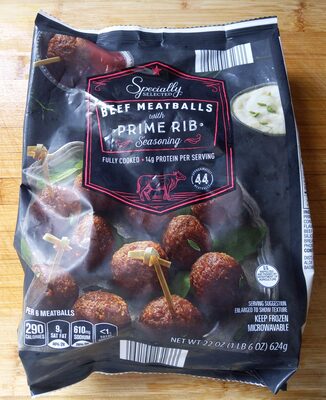 Specially
SELECTED
BEEF MEATBALLS
with
PRIME RIB
Seasoning
FULLY COOKED • 14g PROTEIN PER SERVING
44
PER 6 MEATBALLS
290
CALORIES
9g
SAT FAT
610mg
SODIUM
<1g
SERVING SUGGESTION
ENLARGED TO SHOW TEXTURE
KEEP FROZEN
MICROWAVABLE
NET WT 22 OZ (1 LB 6 OZ) 624g